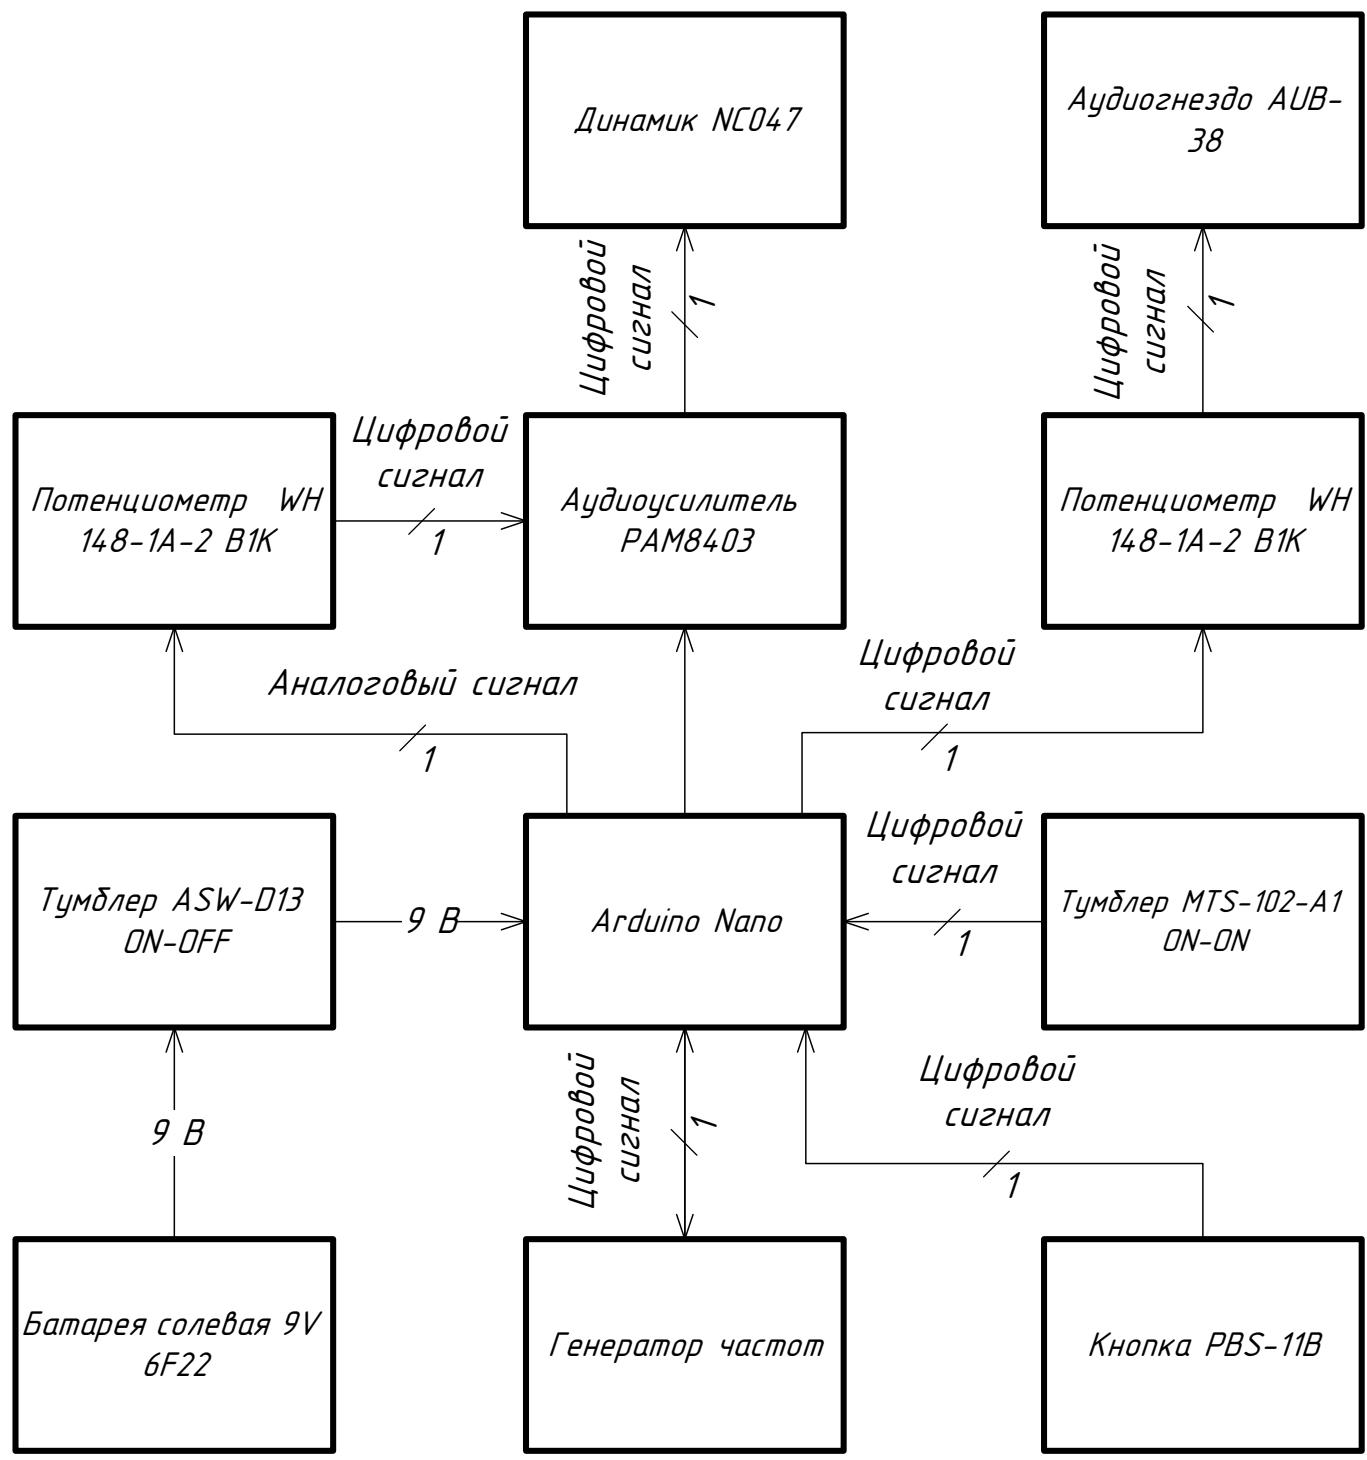 Динамик NC047
Аудиогнездо AUB-
38
Цифровой
сигнал
1
Цифровой
сигнал
1
Потенциометр WH
148-1A-2 B1K
Цифровой
сигнал
1
Аудиоусилитель
PAM8403
Потенциометр WH
148-1A-2 B1K
Аналоговый сигнал
1
Цифровой
сигнал
1
Тумблер ASW-D13
ON-OFF
9 В
Arduino Nano
Цифровой
сигнал
1
Тумблер MTS-102-A1
ON-ON
9 В
Цифровой
сигнал
1
Цифровой
сигнал
1
Батарея солевая 9V
6F22
Генератор частот
Кнопка PBS-11B